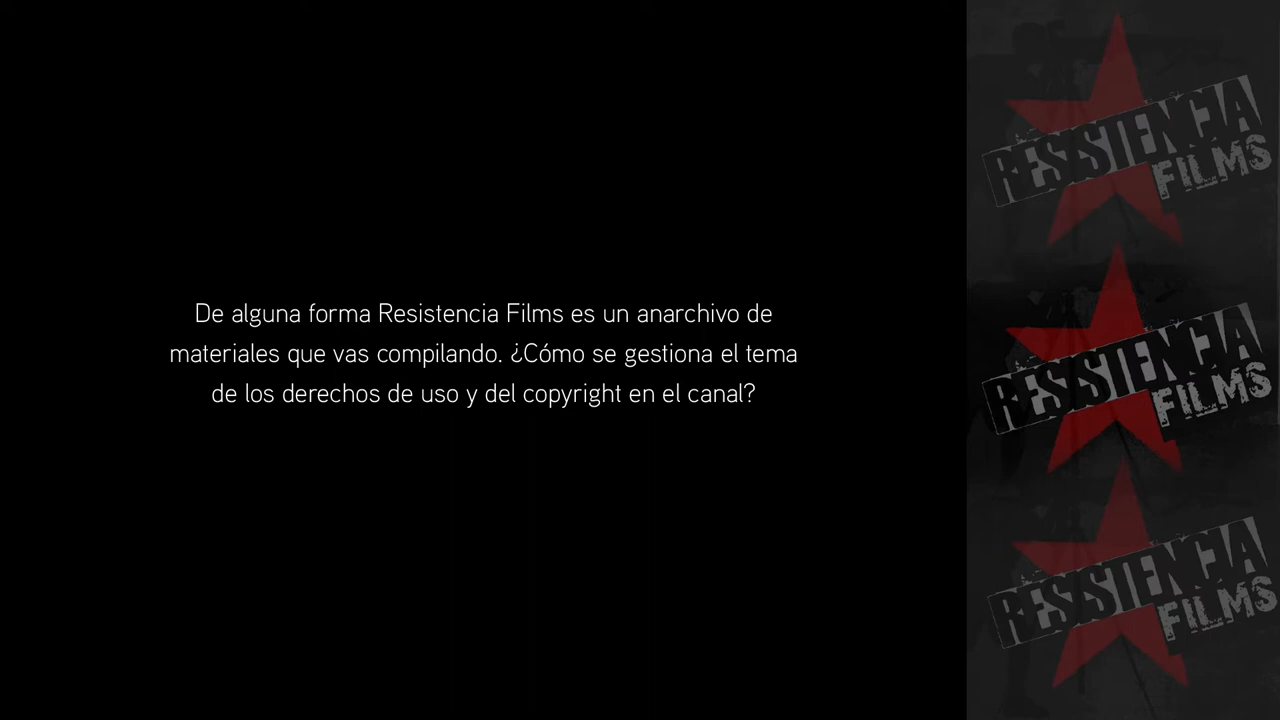 De alguna forma Resistencia Films es un anarchivo de
materiales que vas compilando. ¿Cómo se gestiona el tema
de los derechos de uso y del copyright en el canal?
RESISTENCIA
FILMS
RESISTENCIA
FILMS
RESISTENCIA
FILMS